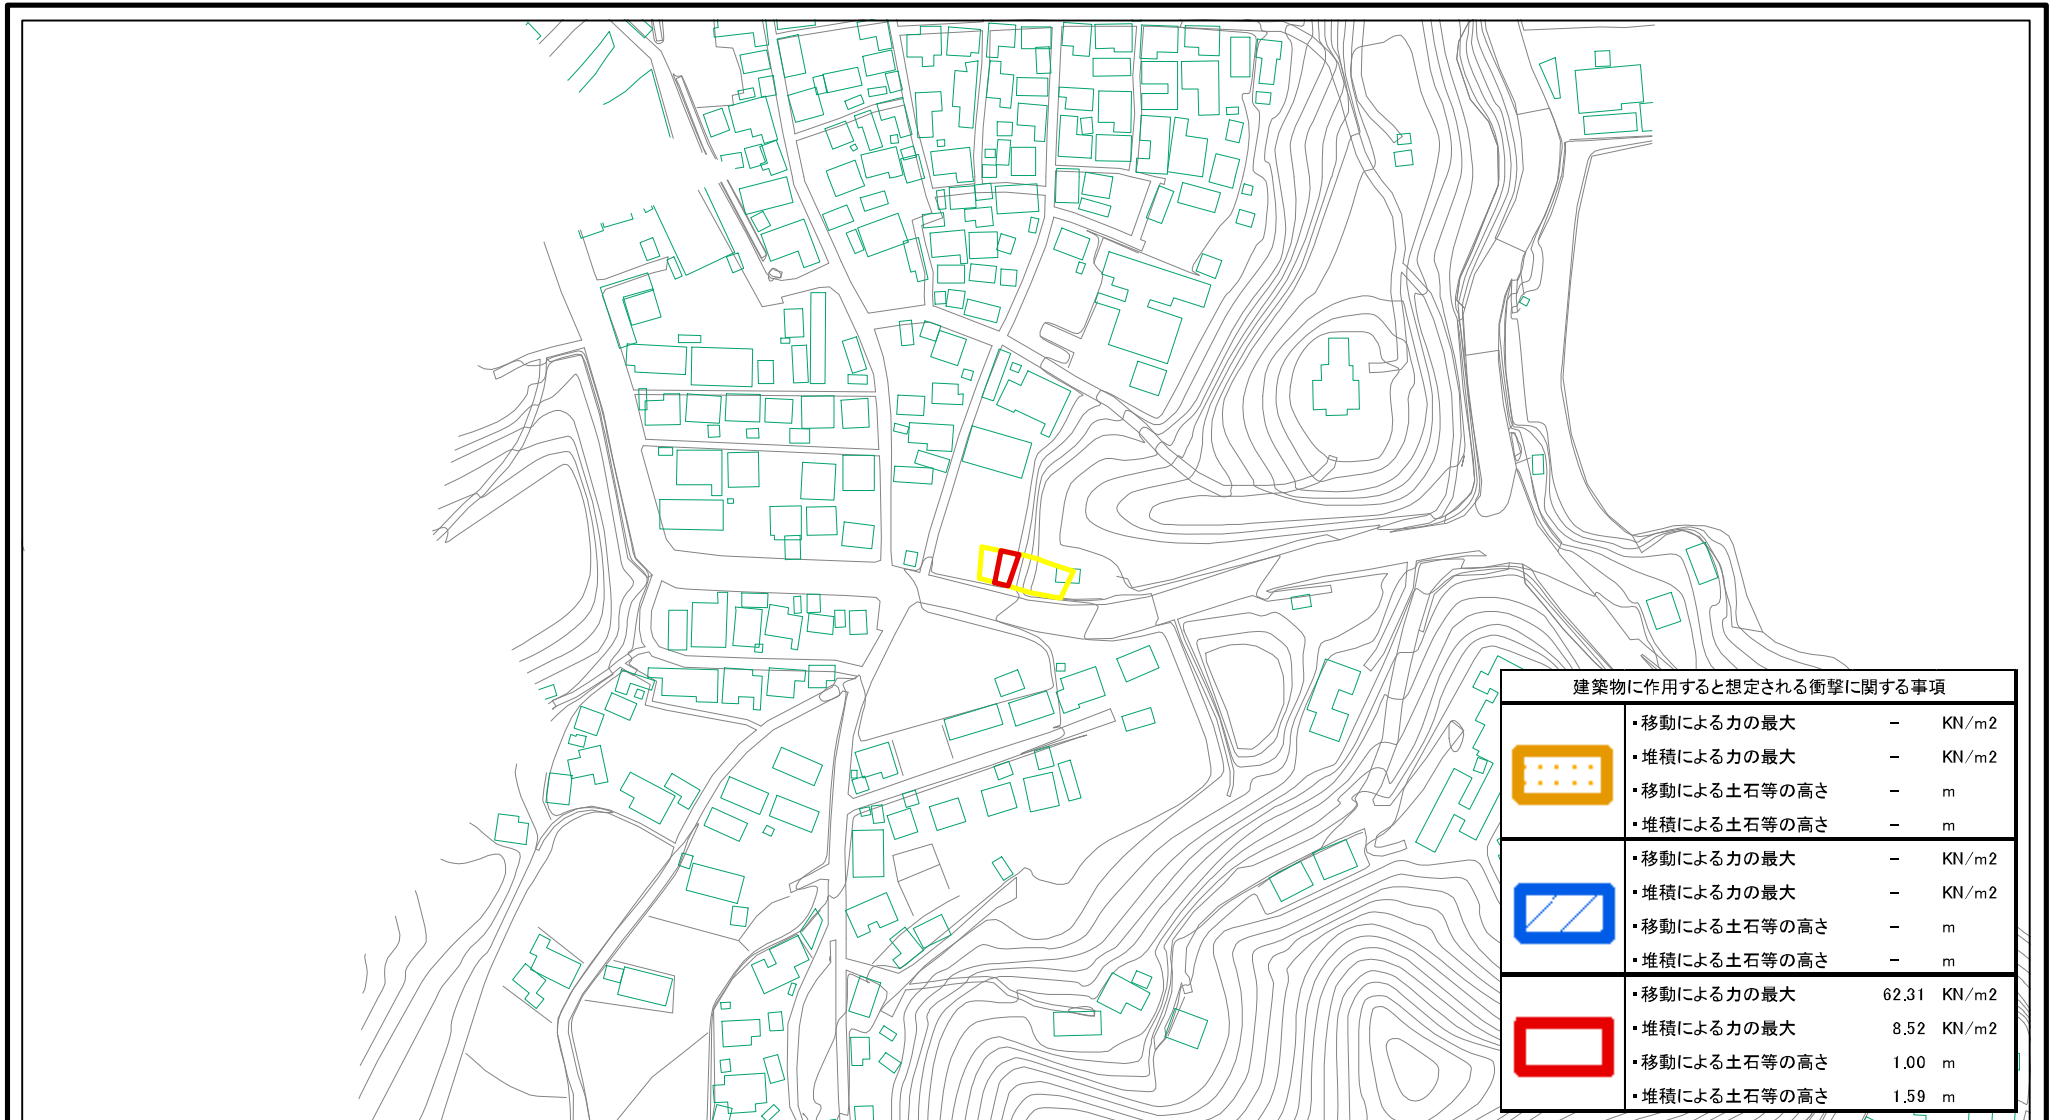 建築物に作用すると想定される衝撃に関する事項
・移動による力の最大 － KN/m2
・堆積による力の最大 － KN/m2
・移動による土石等の高さ － m
・堆積による土石等の高さ － m
・移動による力の最大 － KN/m2
・堆積による力の最大 － KN/m2
・移動による土石等の高さ － m
・堆積による土石等の高さ － m
・移動による力の最大 62.31 KN/m2
・堆積による力の最大 8.52 KN/m2
・移動による土石等の高さ 1.00 m
・堆積による土石等の高さ 1.59 m